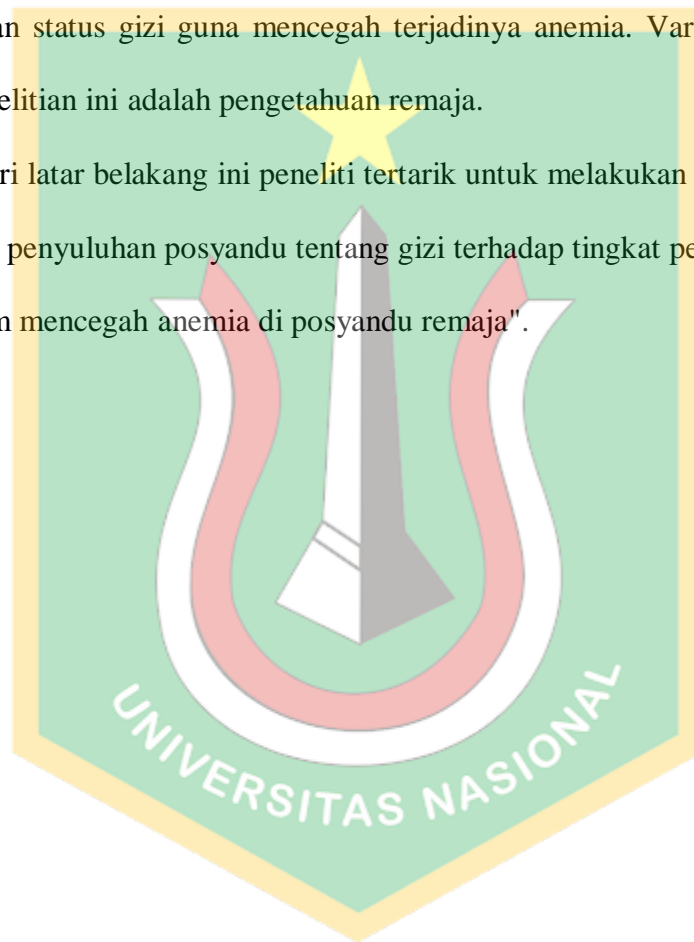 an status gizi guna mencegah terjadinya anemia. Var
elitian ini adalah pengetahuan remaja.
ri latar belakang ini peneliti tertarik untuk melakukan
penyuluhan posyandu tentang gizi terhadap tingkat pe
n mencegah anemia di posyandu remaja".
UNIVERSITAS NASIONAL